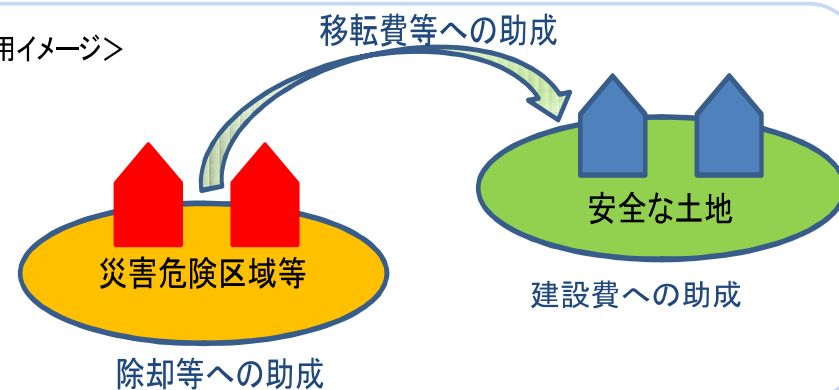 用イメージ＞
移転費等への助成
安全な土地
災害危険区域等
建設費への助成
除却等への助成